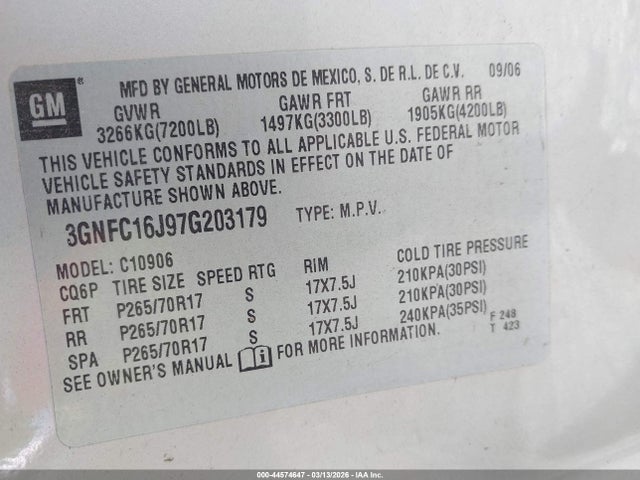 GM ® MFD BY GENERAL MOTORS DE MEXICO, S. DE R.L. DE C.V. 09/06
GVWR GAWR FRT GAWR RR
3266KG(7200LB) 1497KG(3300LB) 1905KG(4200LB)
THIS VEHICLE CONFORMS TO ALL APPLICABLE U.S. FEDERAL MOTOR
VEHICLE SAFETY STANDARDS IN EFFECT ON THE DATE OF
MANUFACTURE SHOWN ABOVE.
3GNFC16J97G203179 TYPE: M.P.V.
MODEL: C10906
CQ6P TIRE SIZE SPEED RTG RIM COLD TIRE PRESSURE
FRT P265/70R17 S 17X7.5J 210KPA(30PSI)
RR P265/70R17 S 17X7.5J 210KPA(30PSI)
SPA P265/70R17 S 17X7.5J 240KPA(35PSI)
SEE OWNER'S MANUAL FOR MORE INFORMATION.
F 248
T 423
000-44574647 - 03/13/2026 - IAA Inc.